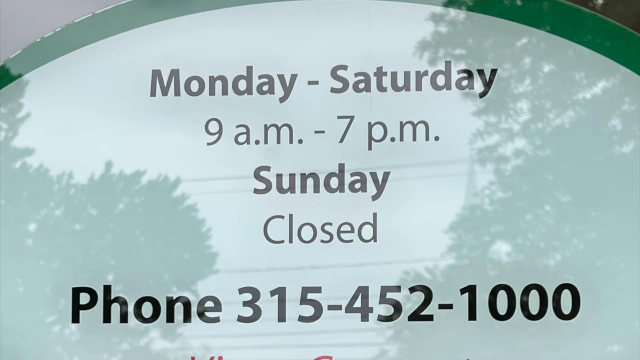 Monday - Saturday
9 a.m. - 7 p.m.
Sunday
Closed
Phone 315-452-1000